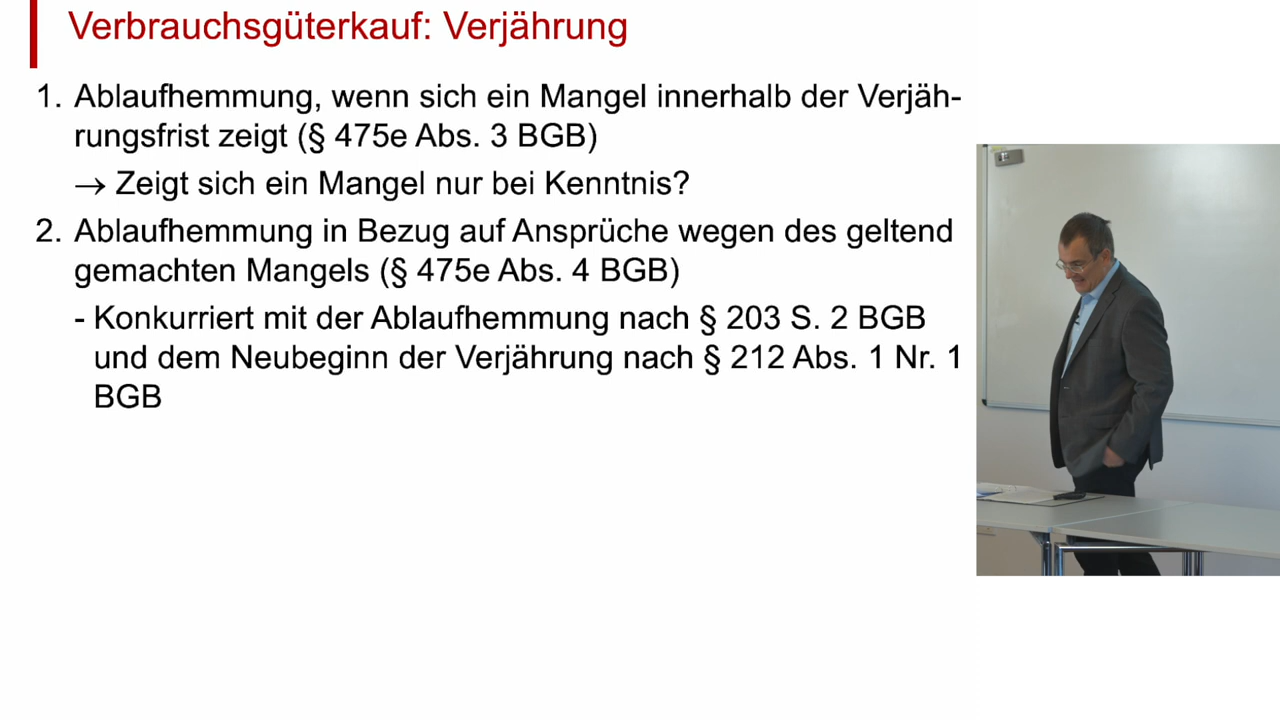 Verbrauchsgüterkauf: Verjährung
1. Ablaufhemmung, wenn sich ein Mangel innerhalb der Verjäh-
rungsfrist zeigt (§ 475e Abs. 3 BGB)
→ Zeigt sich ein Mangel nur bei Kenntnis?
2. Ablaufhemmung in Bezug auf Ansprüche wegen des geltend
gemachten Mangels (§ 475e Abs. 4 BGB)
- Konkurriert mit der Ablaufhemmung nach § 203 S. 2 BGB
und dem Neubeginn der Verjährung nach § 212 Abs. 1 Nr. 1
BGB